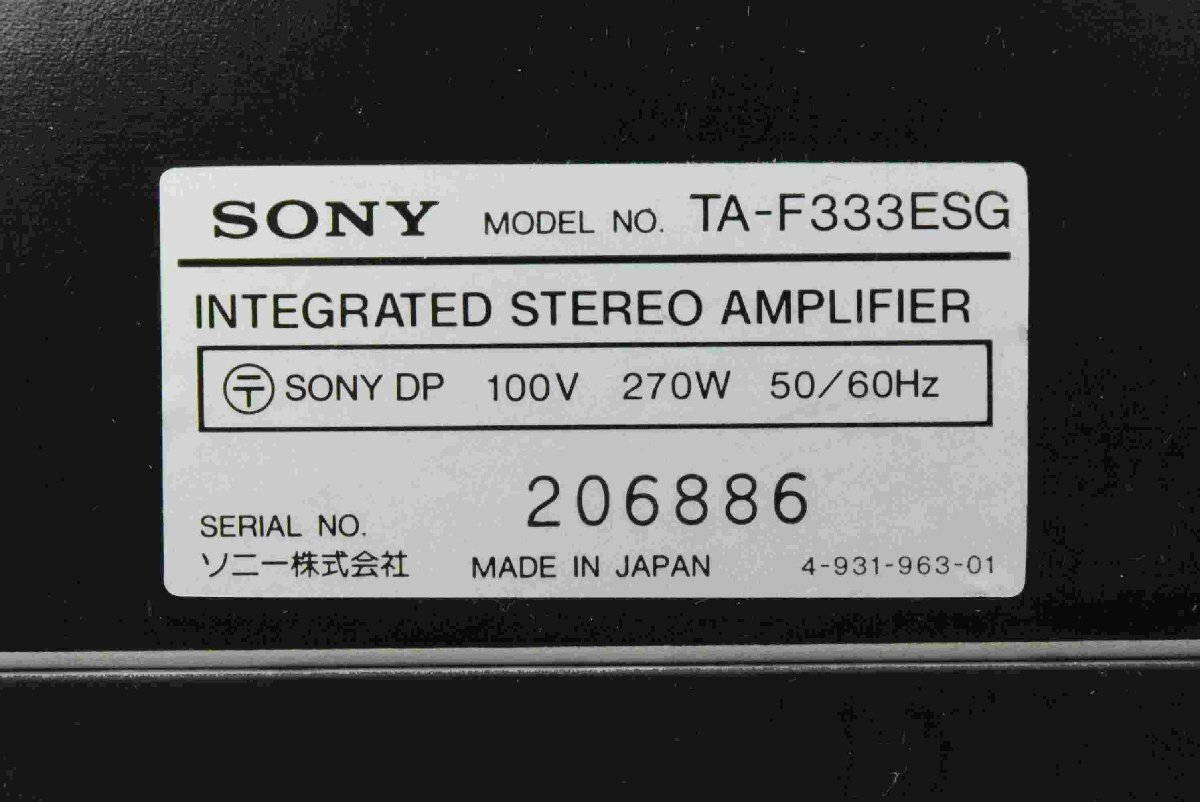 SONY MODEL NO. TA-F333ESG
INTEGRATED STEREO AMPLIFIER
〶 SONY DP 100V 270W 50/60Hz
206886
SERIAL NO.
ソニー株式会社 MADE IN JAPAN 4-931-963-01